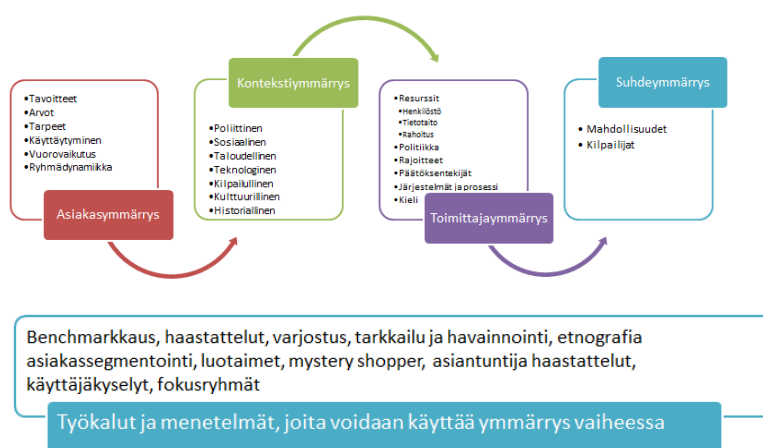 Asiakasymmärrys
•Tavoitteet
•Arvot
•Tarpeet
•Käyttäytyminen
•Vuorovaikutus
•Ryhmädynamiikka
Kontekstiymmärrys
•Poliittinen
•Sosiaalinen
•Taloudellinen
•Teknologinen
•Kilpailullinen
•Kulttuurillinen
•Historiallinen
Toimittajaymmärrys
•Resurssit
•Henkilöstö
•Tietotaito
•Rahoitus
•Politiikka
•Rajoitteet
•Päätöksentekijät
•Järjestelmät ja prosessi
•Kieli
Suhdeymmärrys
• Mahdollisuudet
• Kilpailijat
Benchmarkkaus, haastattelut, varjostus, tarkkailu ja havainnointi, etnografia
asiakassegmentointi, luotaimet, mystery shopper, asiantuntija haastattelut,
käyttäjäkyselyt, fokusryhmät
Työkalut ja menetelmät, joita voidaan käyttää ymmärrys vaiheessa